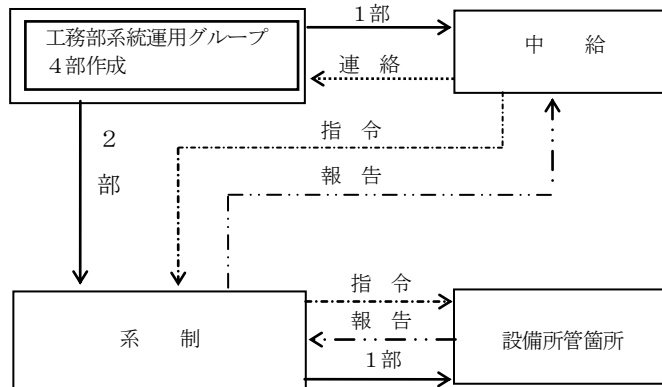 1部
工務部系統運用グループ
4部作成
中　給
連　絡
2
部
指　令
報　告
指　令
系　制
報　告
設備所管箇所
1部